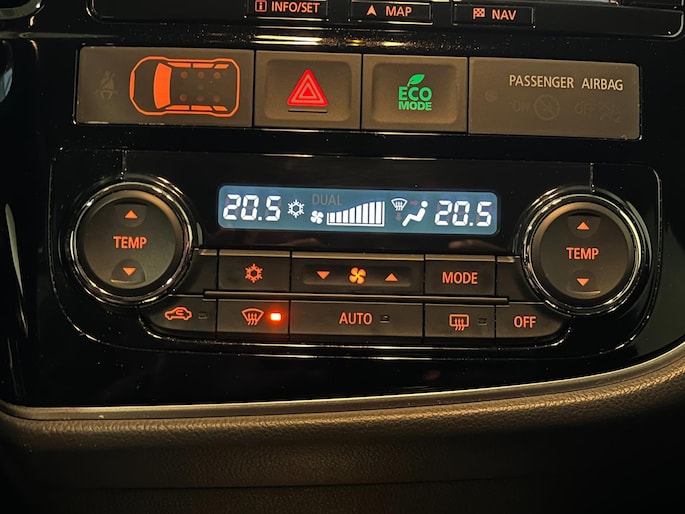 INFO/SET
MAP
NAV
ECO
MODE
PASSENGER AIRBAG
20.5
DUAL
20.5
TEMP
TEMP
MODE
AUTO
OFF